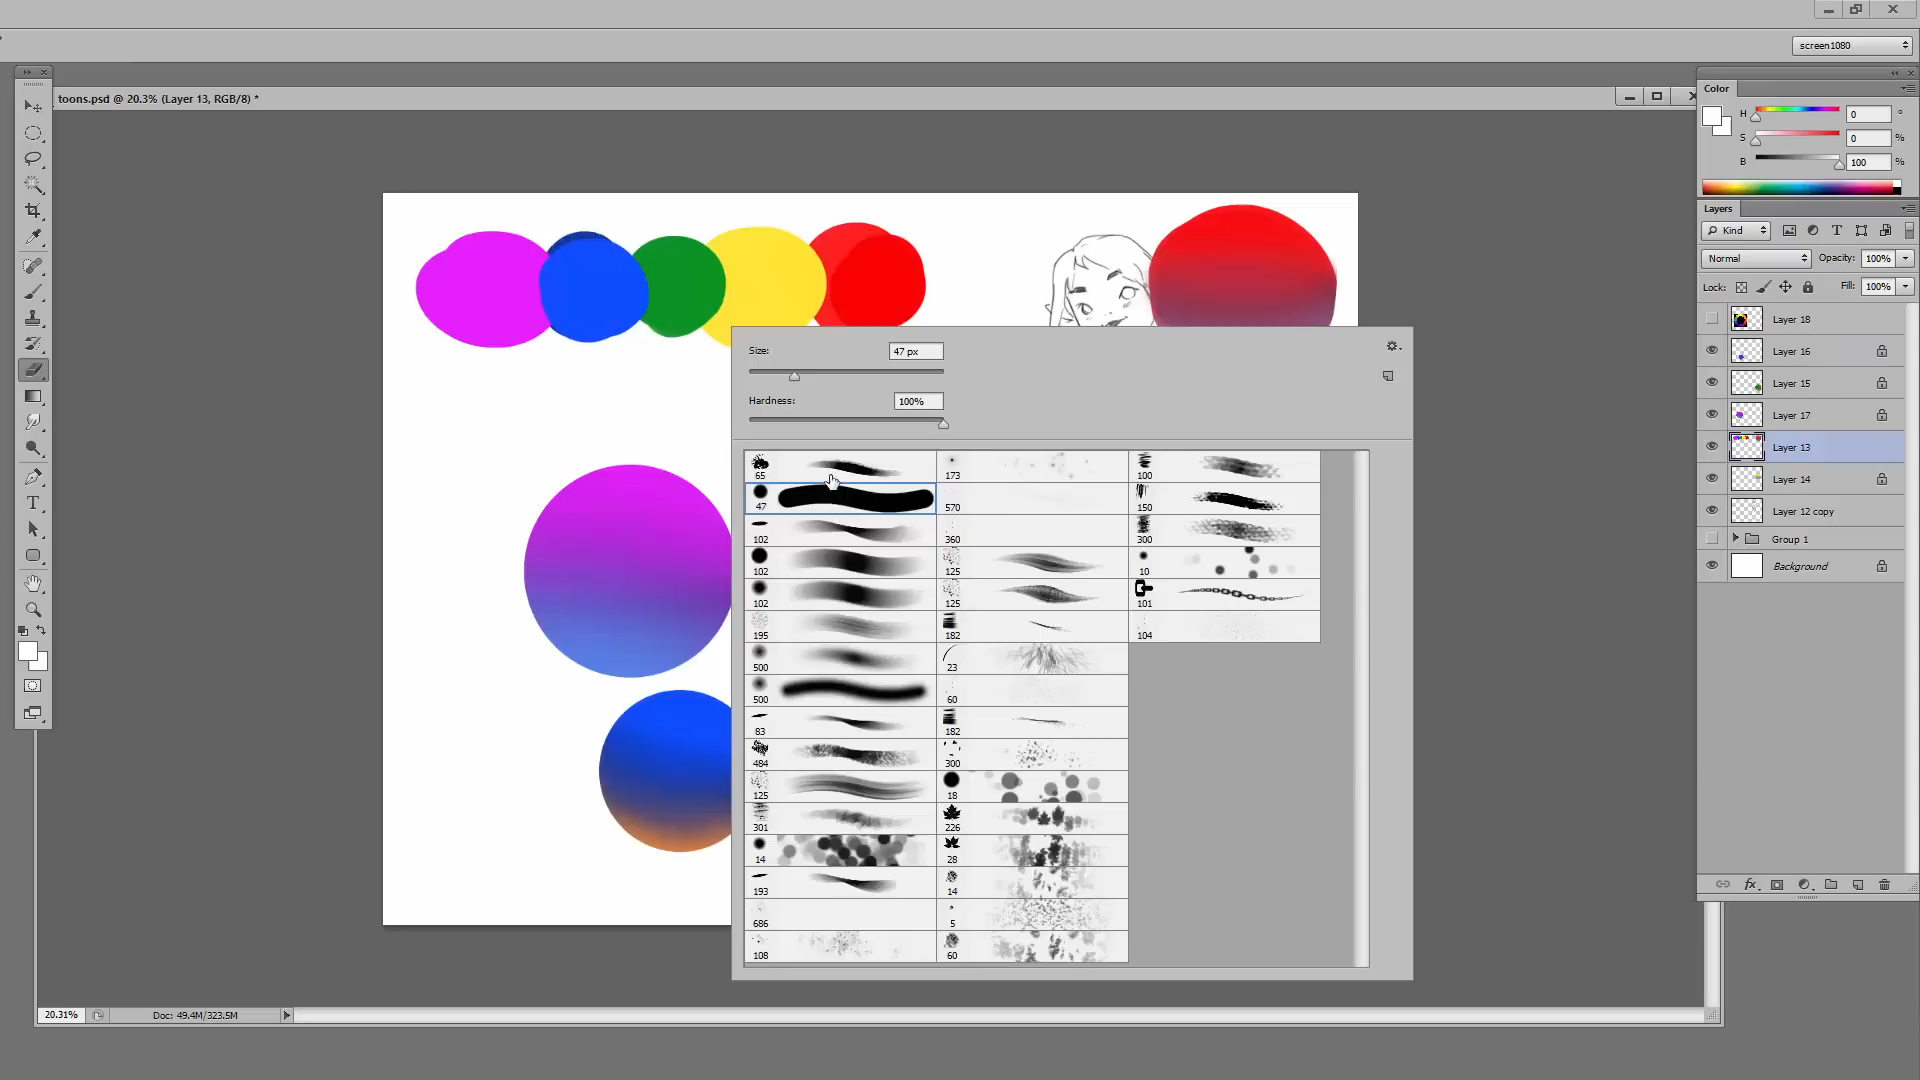 screen1080
toons.psd @ 20.3% (Layer 13, RGB/8) *
Color
H 0 °
S 0 %
B 100 %
Layers
Kind
Normal Opacity: 100%
Lock: Fill: 100%
Layer 18
Layer 16
Layer 15
Layer 17
Layer 13
Layer 14
Layer 12 copy
Group 1
Background
fx
Size: 47 px
Hardness: 100%
65 173 100
47 570 150
102 360 300
102 125 10
102 125 101
195 182 104
500 23
500 60
83 182
484 300
125 18
301 226
14 28
193 14
686 5
108 60
T
20.31% Doc: 49.4M/323.5M